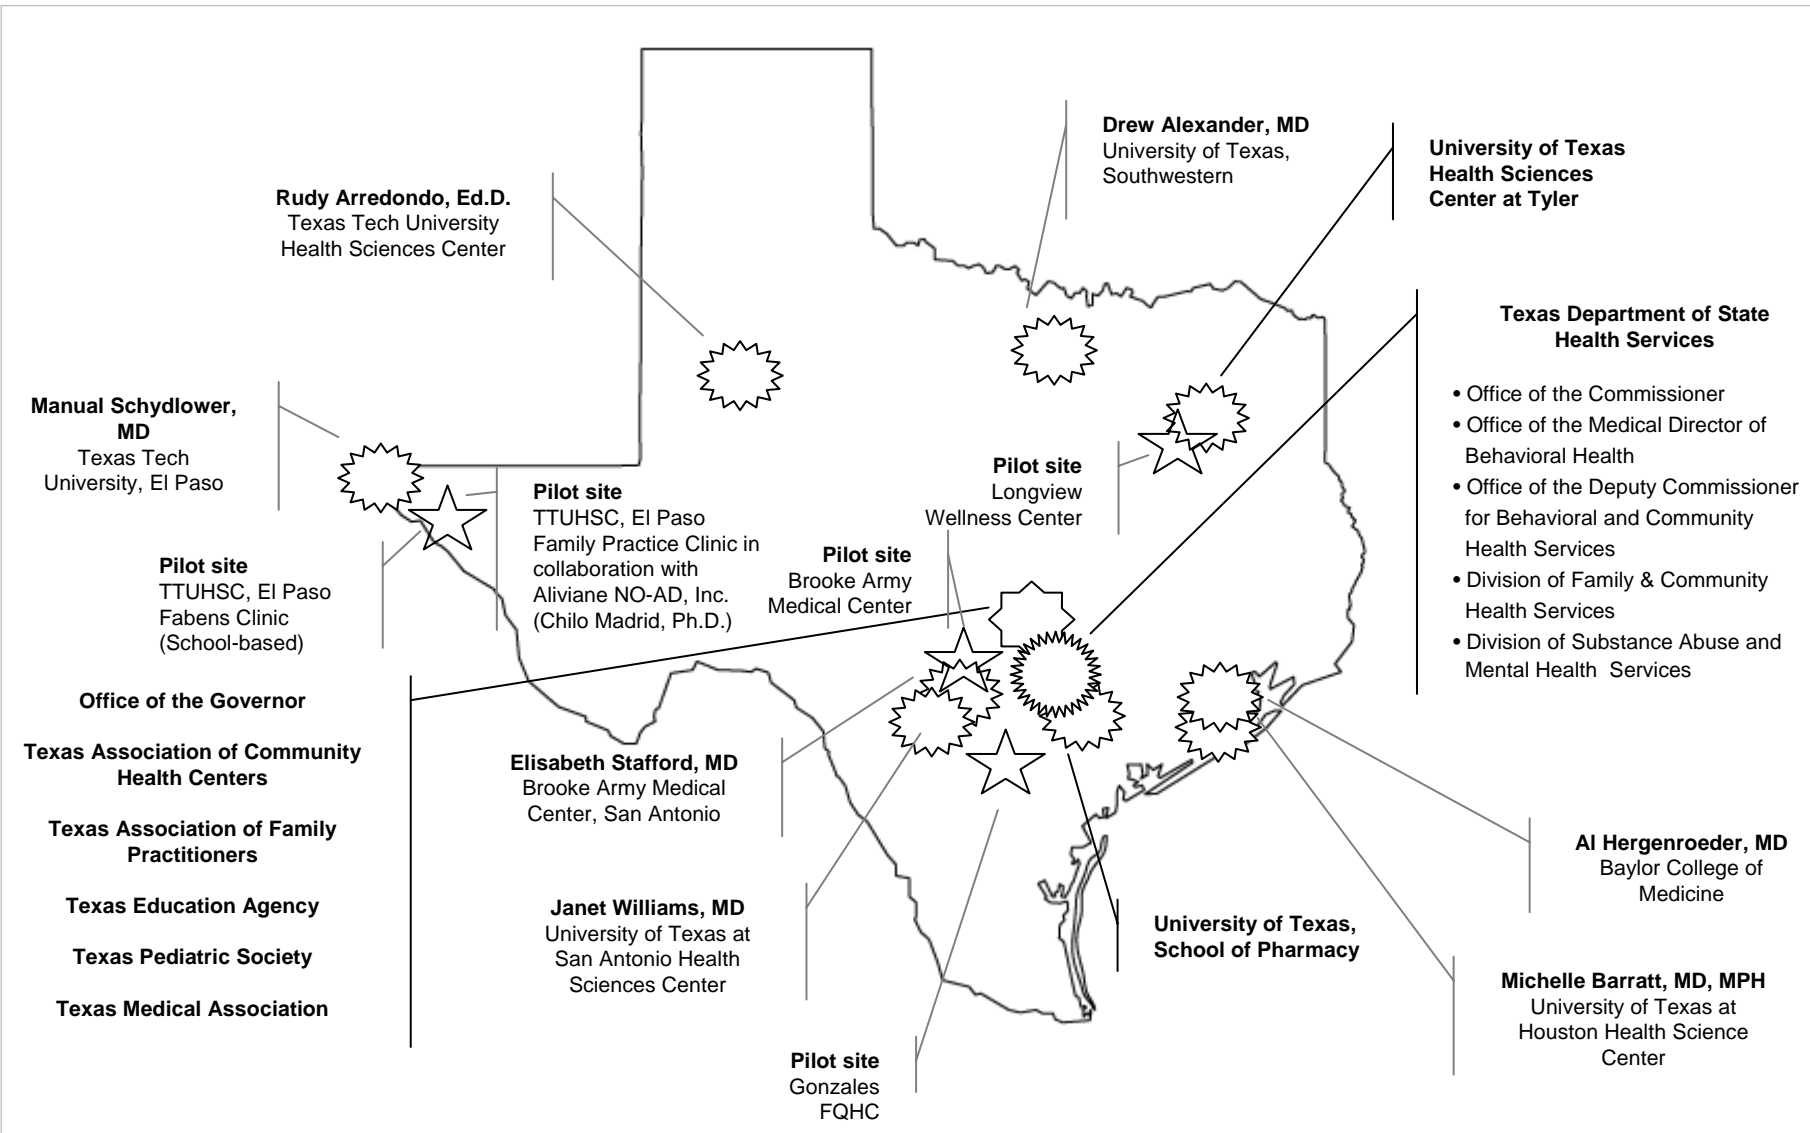 Drew Alexander, MD
University of Texas,
Southwestern
University of Texas
Health Sciences
Center at Tyler
Rudy Arredondo, Ed.D.
Texas Tech University
Health Sciences Center
Texas Department of State
Health Services
• Office of the Commissioner
• Office of the Medical Director of
Behavioral Health
• Office of the Deputy Commissioner
for Behavioral and Community
Health Services
• Division of Family & Community
Health Services
• Division of Substance Abuse and
Mental Health Services
Manual Schydlower,
MD
Texas Tech
University, El Paso
Pilot site
Longview
Wellness Center
Pilot site
TTUHSC, El Paso
Family Practice Clinic in
collaboration with
Aliviane NO-AD, Inc.
(Chilo Madrid, Ph.D.)
Pilot site
TTUHSC, El Paso
Fabens Clinic
(School-based)
Pilot site
Brooke Army
Medical Center
Office of the Governor
Texas Association of Community
Health Centers
Texas Association of Family
Practitioners
Texas Education Agency
Texas Pediatric Society
Texas Medical Association
Elisabeth Stafford, MD
Brooke Army Medical
Center, San Antonio
Janet Williams, MD
University of Texas at
San Antonio Health
Sciences Center
Pilot site
Gonzales
FQHC
University of Texas,
School of Pharmacy
Al Hergenroeder, MD
Baylor College of
Medicine
Michelle Barratt, MD, MPH
University of Texas at
Houston Health Science
Center